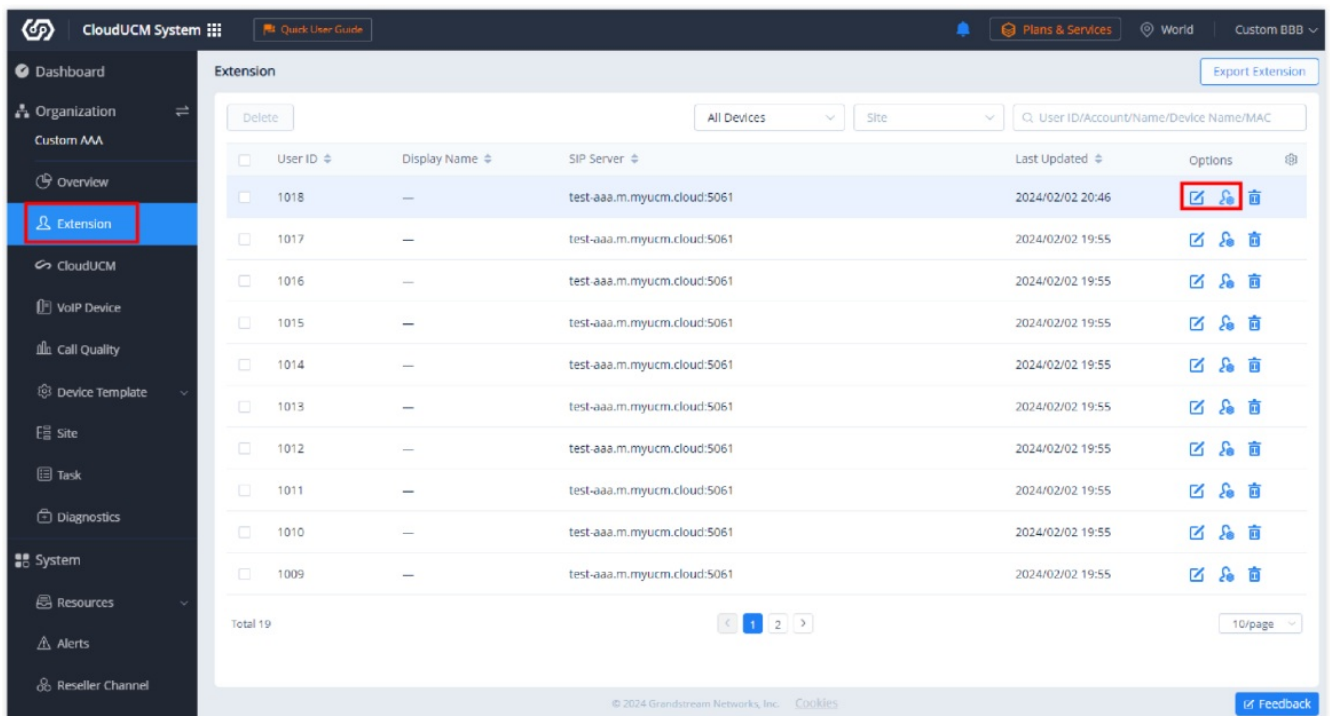 CloudUCM System Quick User Guide Plans & Services World Custom BBB
Dashboard
Organization
Custom AAA
Overview
Extension
CloudUCM
VoIP Device
Call Quality
Device Template
Site
Task
Diagnostics
System
Resources
Alerts
Reseller Channel
Extension Export Extension
Delete All Devices Site User ID/Account/Name/Device Name/MAC
User ID Display Name SIP Server Last Updated Options
1018 — test-aaa.m.myucm.cloud:5061 2024/02/02 20:46
1017 — test-aaa.m.myucm.cloud:5061 2024/02/02 19:55
1016 — test-aaa.m.myucm.cloud:5061 2024/02/02 19:55
1015 — test-aaa.m.myucm.cloud:5061 2024/02/02 19:55
1014 — test-aaa.m.myucm.cloud:5061 2024/02/02 19:55
1013 — test-aaa.m.myucm.cloud:5061 2024/02/02 19:55
1012 — test-aaa.m.myucm.cloud:5061 2024/02/02 19:55
1011 — test-aaa.m.myucm.cloud:5061 2024/02/02 19:55
1010 — test-aaa.m.myucm.cloud:5061 2024/02/02 19:55
1009 — test-aaa.m.myucm.cloud:5061 2024/02/02 19:55
Total 19 < 1 2 > 10/page
© 2024 Grandstream Networks, Inc. Cookies Feedback